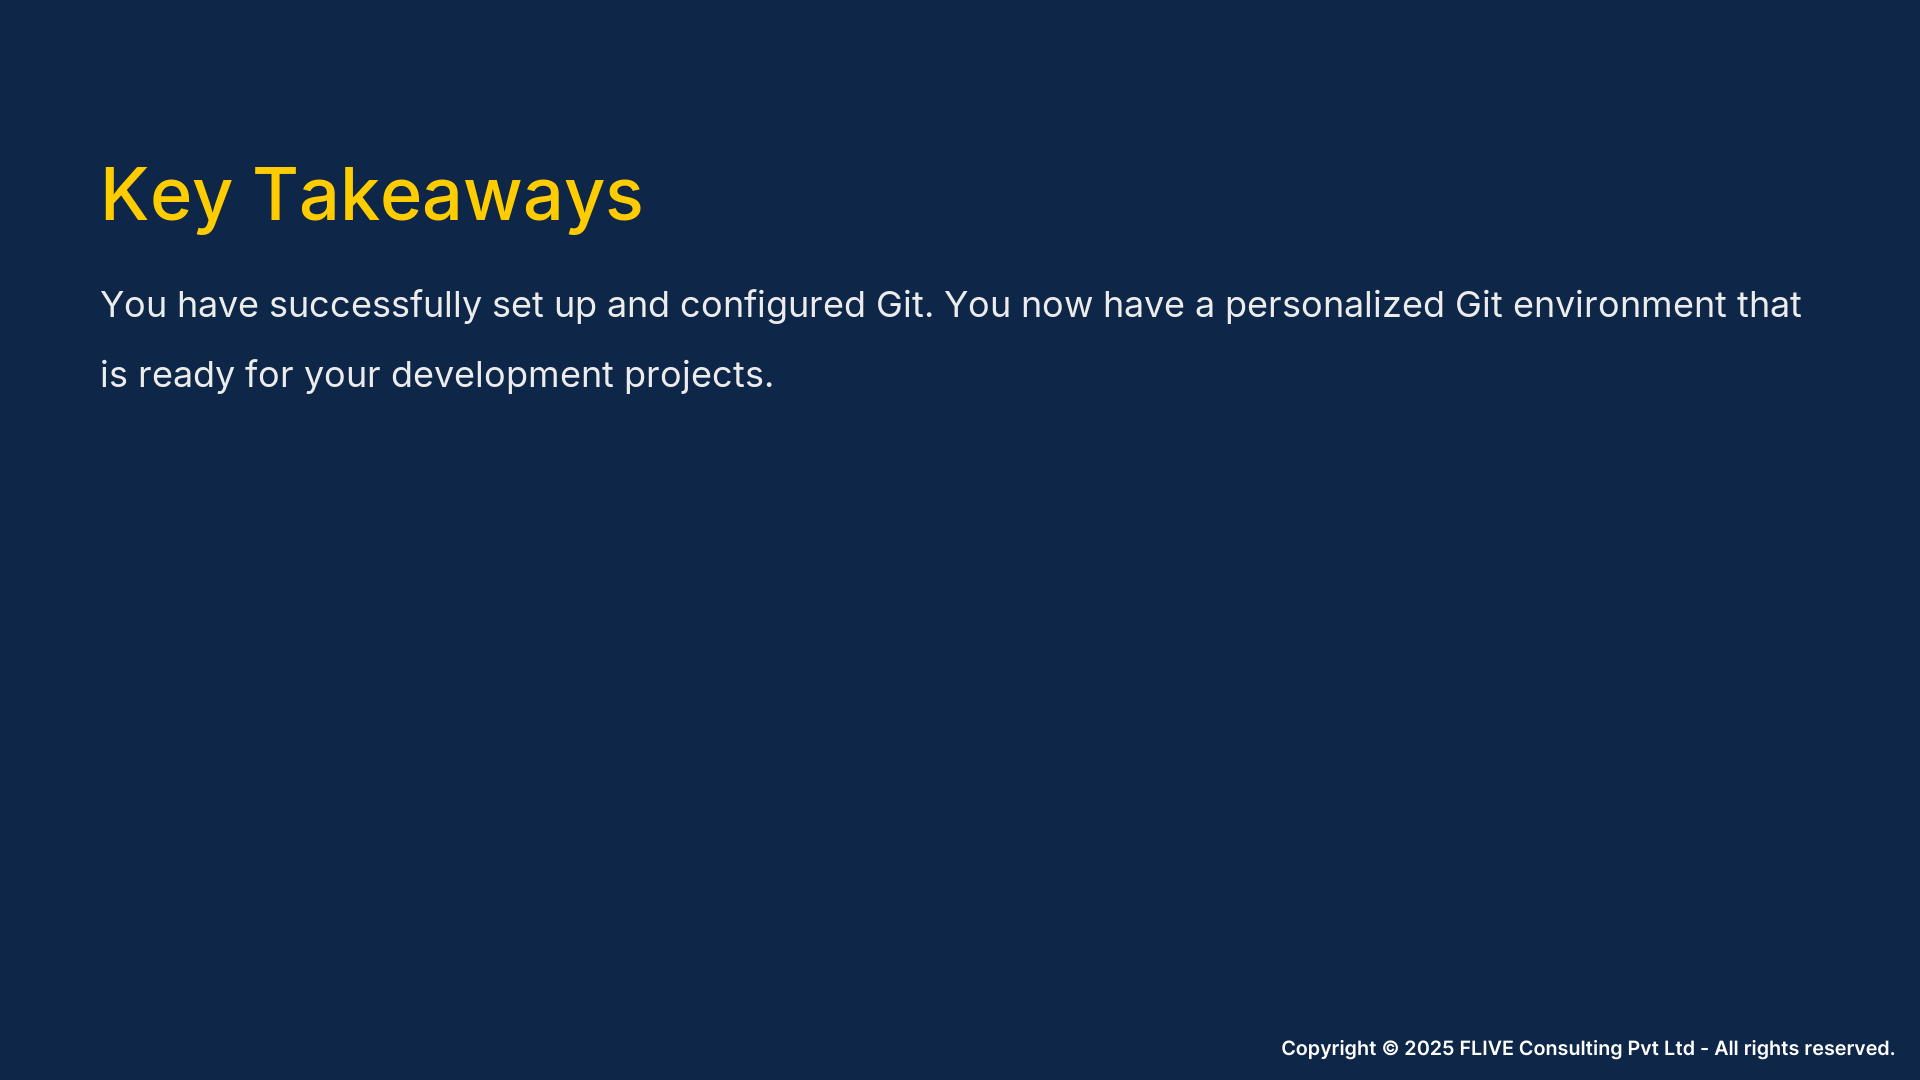 Key Takeaways
You have successfully set up and configured Git. You now have a personalized Git environment that
is ready for your development projects.
Copyright © 2025 FLIVE Consulting Pvt Ltd - All rights reserved.